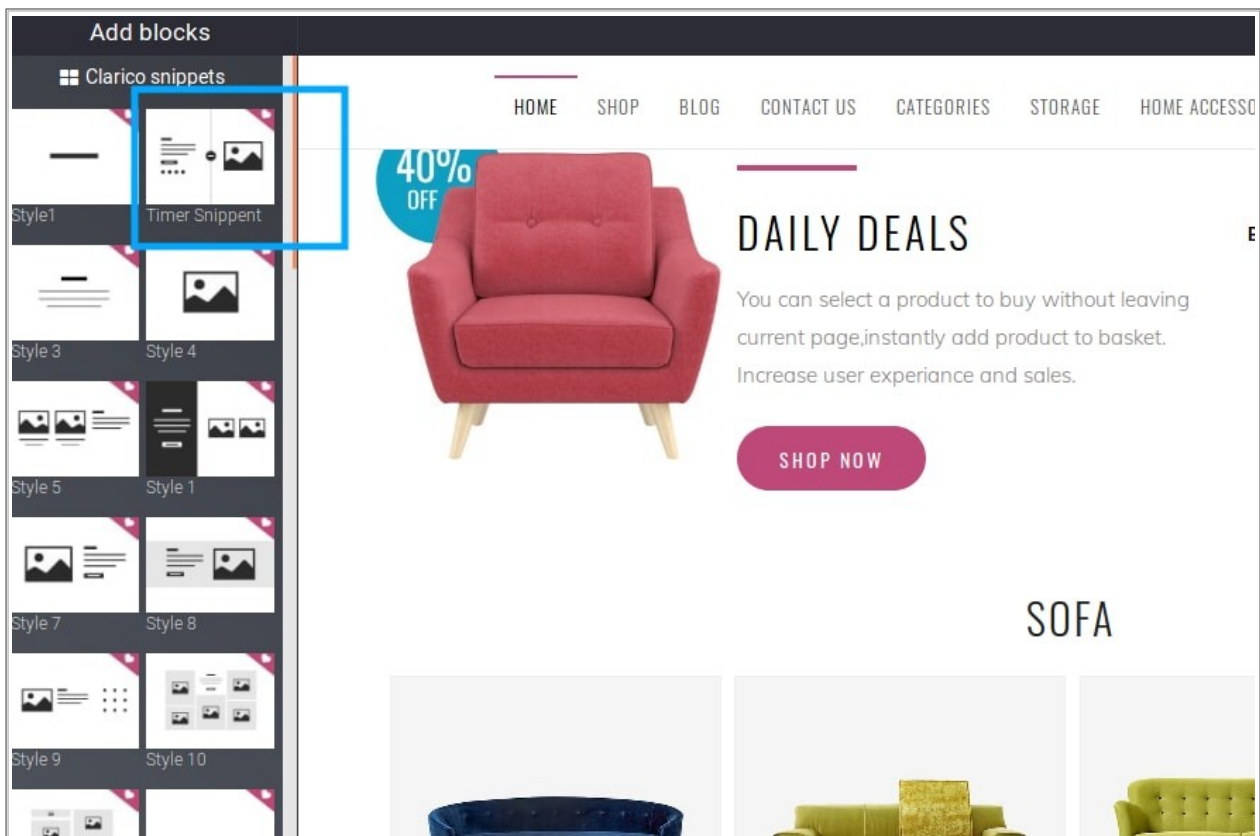 Add blocks
Clarico snippets
Style1
Timer Snippent
Style 3
Style 4
Style 5
Style 1
Style 7
Style 8
Style 9
Style 10
HOME
SHOP
BLOG
CONTACT US
CATEGORIES
STORAGE
HOME ACCESSO
40%
OFF
DAILY DEALS
You can select a product to buy without leaving
current page,instantly add product to basket.
Increase user experiance and sales.
SHOP NOW
SOFA